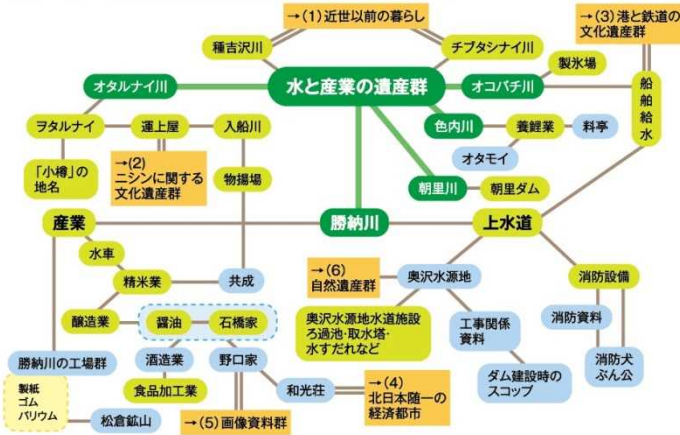 →(1)近世以前の暮らし
→(3)港と鉄道の
文化遺産群
種吉沢川
チブタシナイ川
製氷場
オタルナイ川
水と産業の遺産群
オコバチ川
船舶給水
ヲタルナイ
運上屋
入船川
色内川
養鯉業
料亭
オタモイ
「小樽」の
地名
→(2)
ニシンに関する
文化遺産群
物揚場
朝里川
朝里ダム
産業
勝納川
上水道
水車
精米業
共成
→(6)
自然遺産群
奥沢水源地
消防設備
醸造業
醤油
石橋家
奥沢水源地水道施設
ろ過池・取水塔・
水すだれなど
工事関係
資料
消防資料
勝納川の工場群
酒造業
野口家
消防犬
ぶん公
ダム建設時の
スコップ
製紙
ゴム
バリウム
食品加工業
和光荘
→(4)
北日本随一の
経済都市
松倉鉱山
→(5)画像資料群